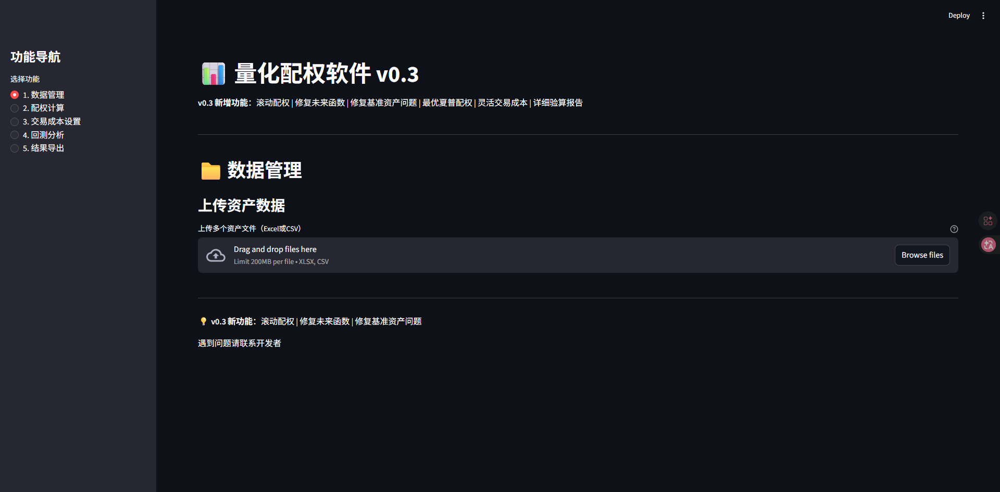 Deploy
功能导航
选择功能
1. 数据管理
2. 配权计算
3. 交易成本设置
4. 回测分析
5. 结果导出
量化配权软件 v0.3
v0.3 新增功能：滚动配权 | 修复未来函数 | 修复基准资产问题 | 最优夏普配权 | 灵活交易成本 | 详细验算报告
数据管理
上传资产数据
上传多个资产文件（Excel或CSV）
Drag and drop files here
Limit 200MB per file • XLSX, CSV
Browse files
v0.3 新功能：滚动配权 | 修复未来函数 | 修复基准资产问题
遇到问题请联系开发者